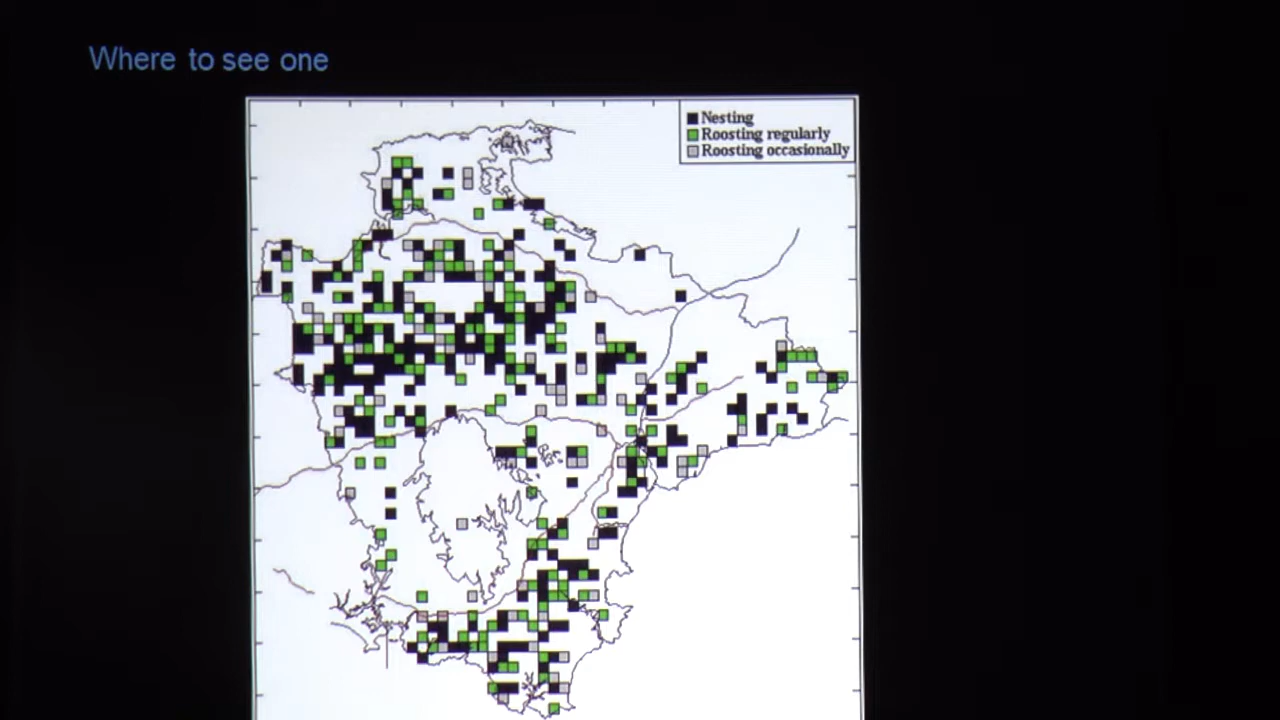 Where to see one
Nesting
Roosting regularly
Roosting occasionally